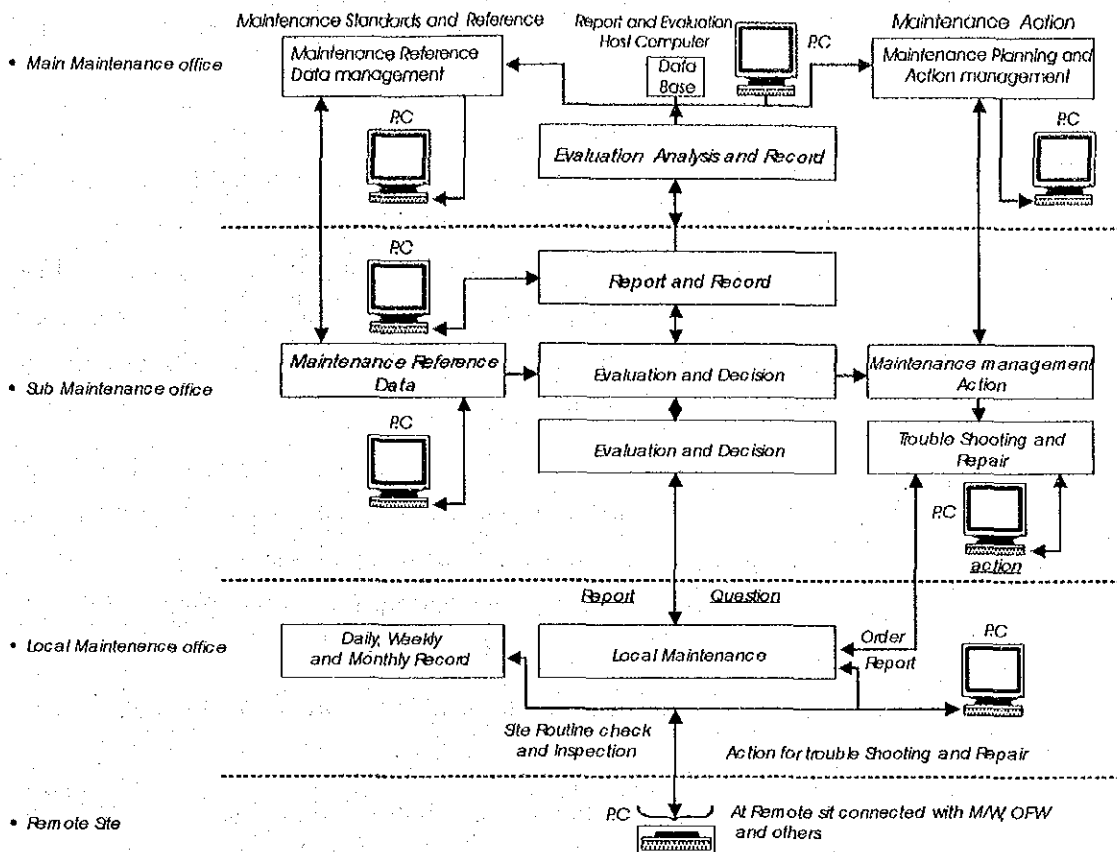 Maintenance Standards and Reference
Report and Evaluation
Host Computer
Maintenance Action
P.C
Maintenance Reference
Data management
Data
Base
Maintenance Planning and
Action management
• Main Maintenance office
P.C
P.C
Evaluation Analysis and Record
P.C
Report and Record
• Sub Maintenance office
Maintenance Reference
Data
Evaluation and Decision
Maintenance management
Action
P.C
Evaluation and Decision
Trouble Shooting and
Repair
P.C
action
Report
Question
• Local Maintenence office
Daily, Weekly
and Monthly Record
Local Maintenance
Order
Report
P.C
Site Routine check
and Inspection
Action for trouble Shooting and Repair
• Remote Site
P.C
At Remote sit connected with M/W, OFW
and others